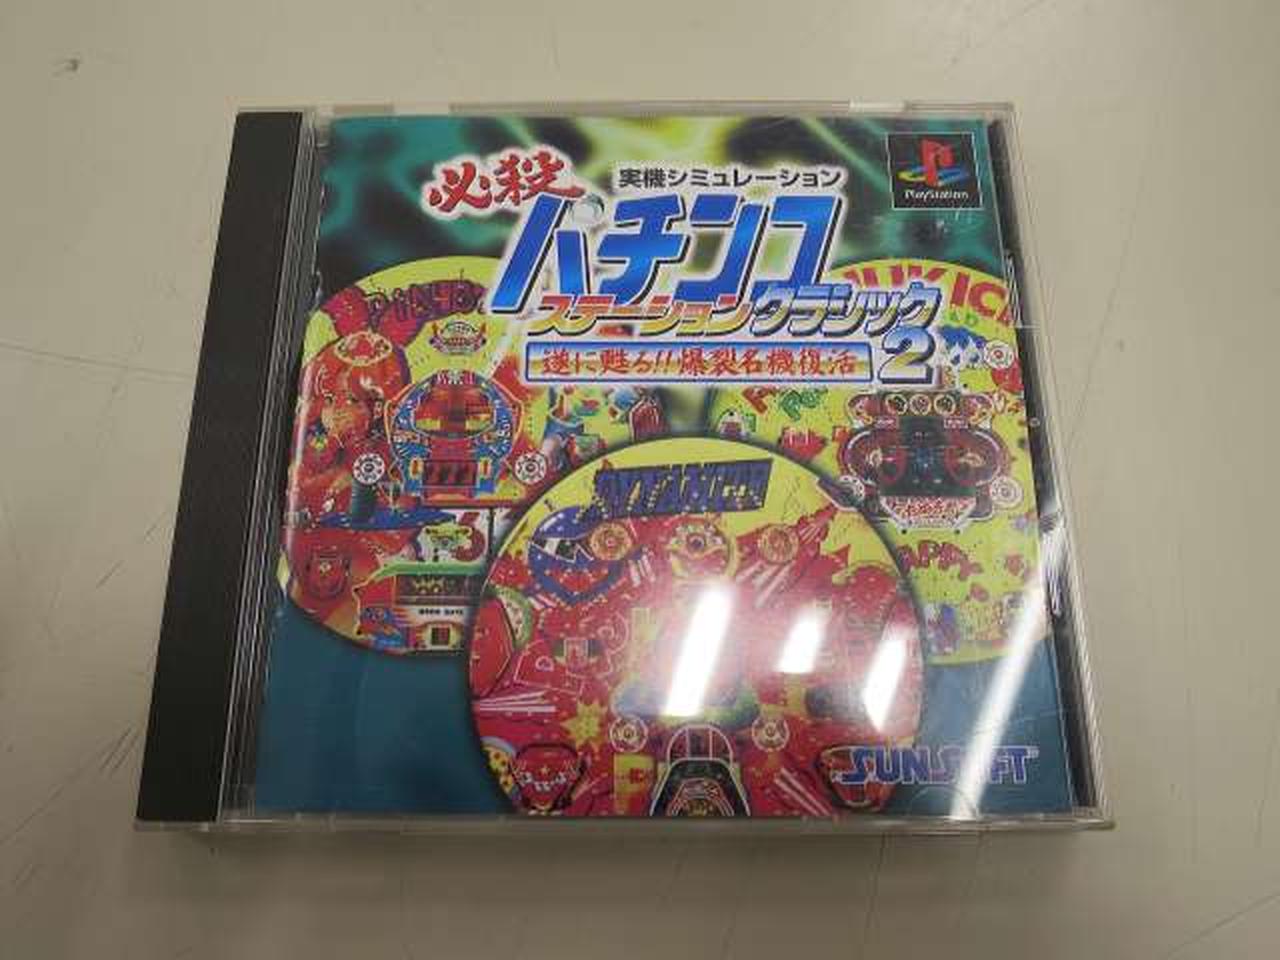 必殺
実機シミュレーション
パチンコ
ステーションクラシック2
遂に甦る!!爆裂名機復活
PlayStation
SUNSOFT